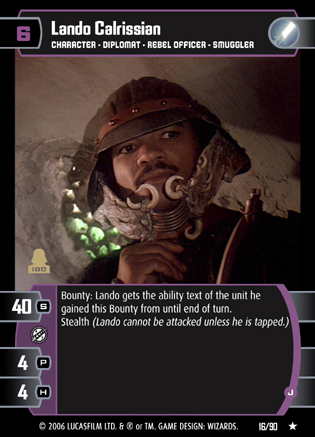 6
Lando Calrissian
CHARACTER • DIPLOMAT • REBEL OFFICER • SMUGGLER
100
40 S
Bounty: Lando gets the ability text of the unit he
gained this Bounty from until end of turn.
Stealth (Lando cannot be attacked unless he is tapped.)
4 P
4 H
J
© 2006 LUCASFILM LTD. & ® or TM. GAME DESIGN: WIZARDS.
16/90 ★